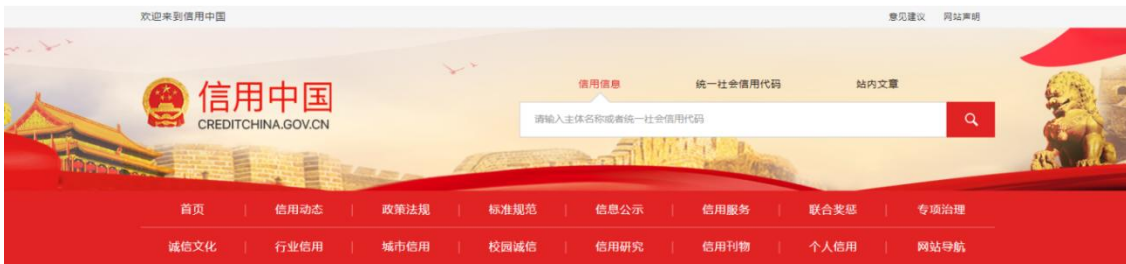 欢迎来到信用中国
意见建议 网站声明
信用中国
CREDITCHINA.GOV.CN
信用信息 统一社会信用代码 站内文章
请输入主体名称或者统一社会信用代码
首页 | 信用动态 | 政策法规 | 标准规范 | 信息公示 | 信用服务 | 联合奖惩 | 专项治理
诚信文化 | 行业信用 | 城市信用 | 校园诚信 | 信用研究 | 信用刊物 | 个人信用 | 网站导航